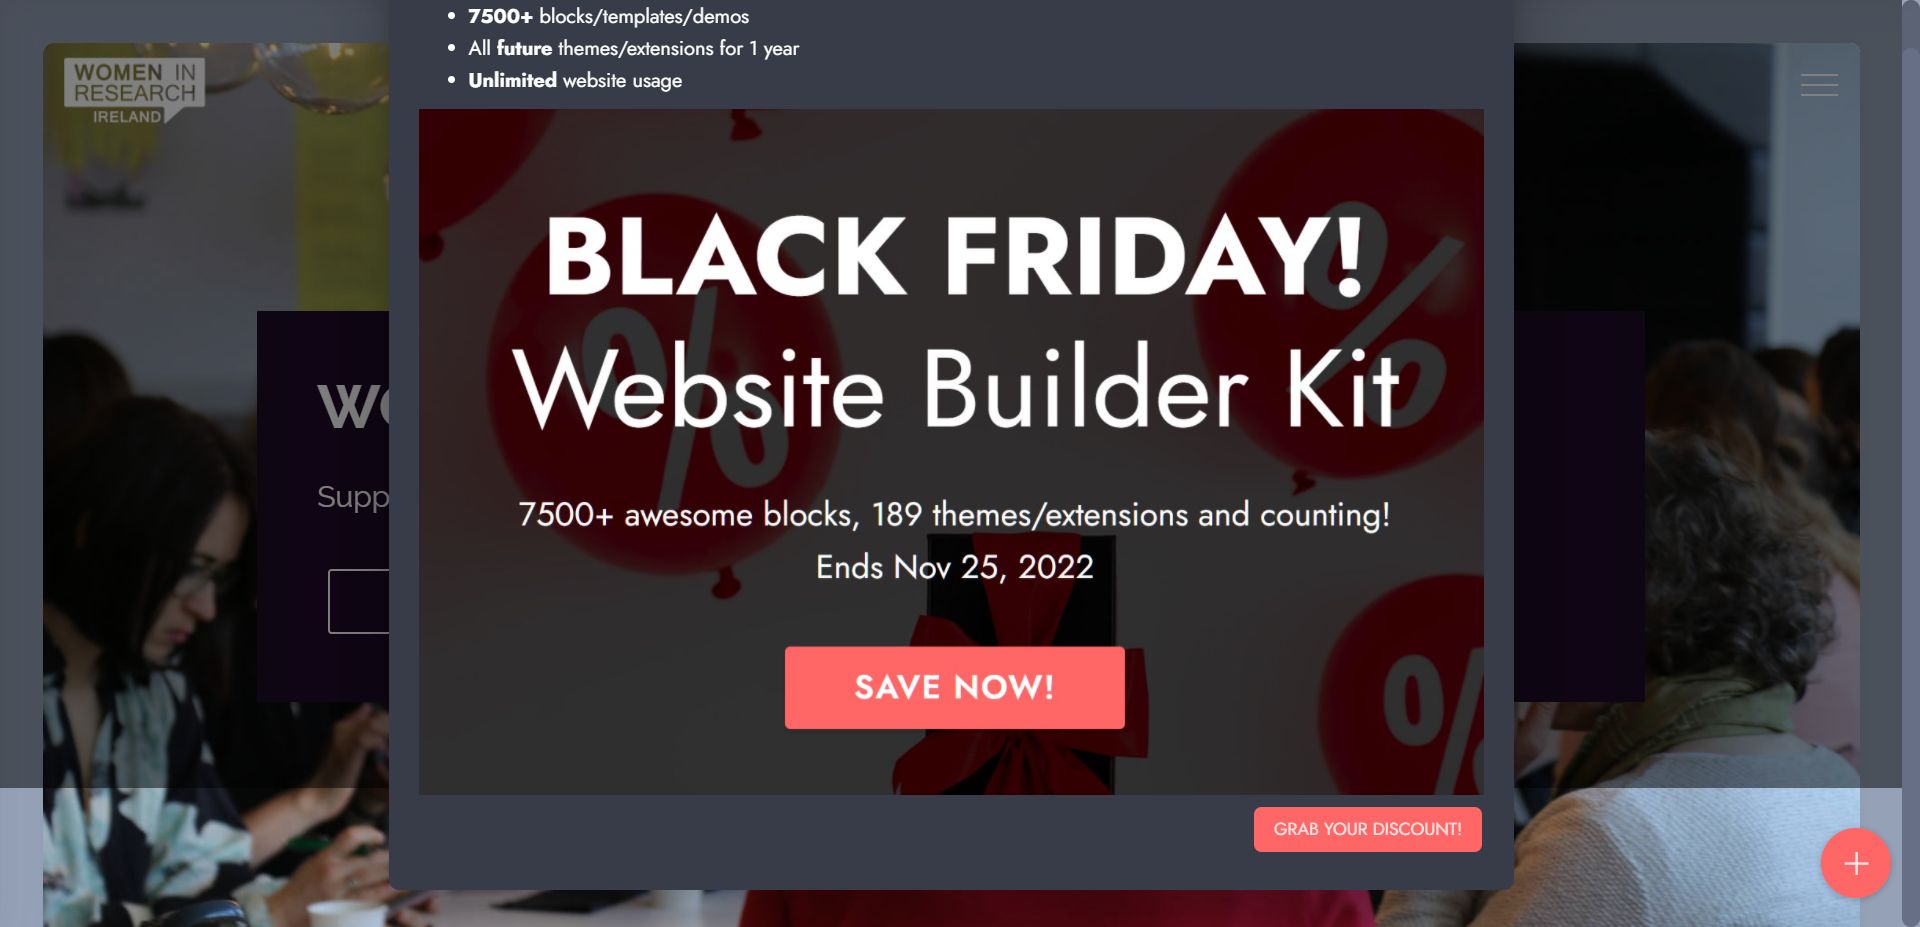 7500+ blocks/templates/demos
All future themes/extensions for 1 year
Unlimited website usage
WOMEN IN
RESEARCH
IRELAND
BLACK FRIDAY!
Website Builder Kit
7500+ awesome blocks, 189 themes/extensions and counting!
Ends Nov 25, 2022
SAVE NOW!
Supp
GRAB YOUR DISCOUNT!
+